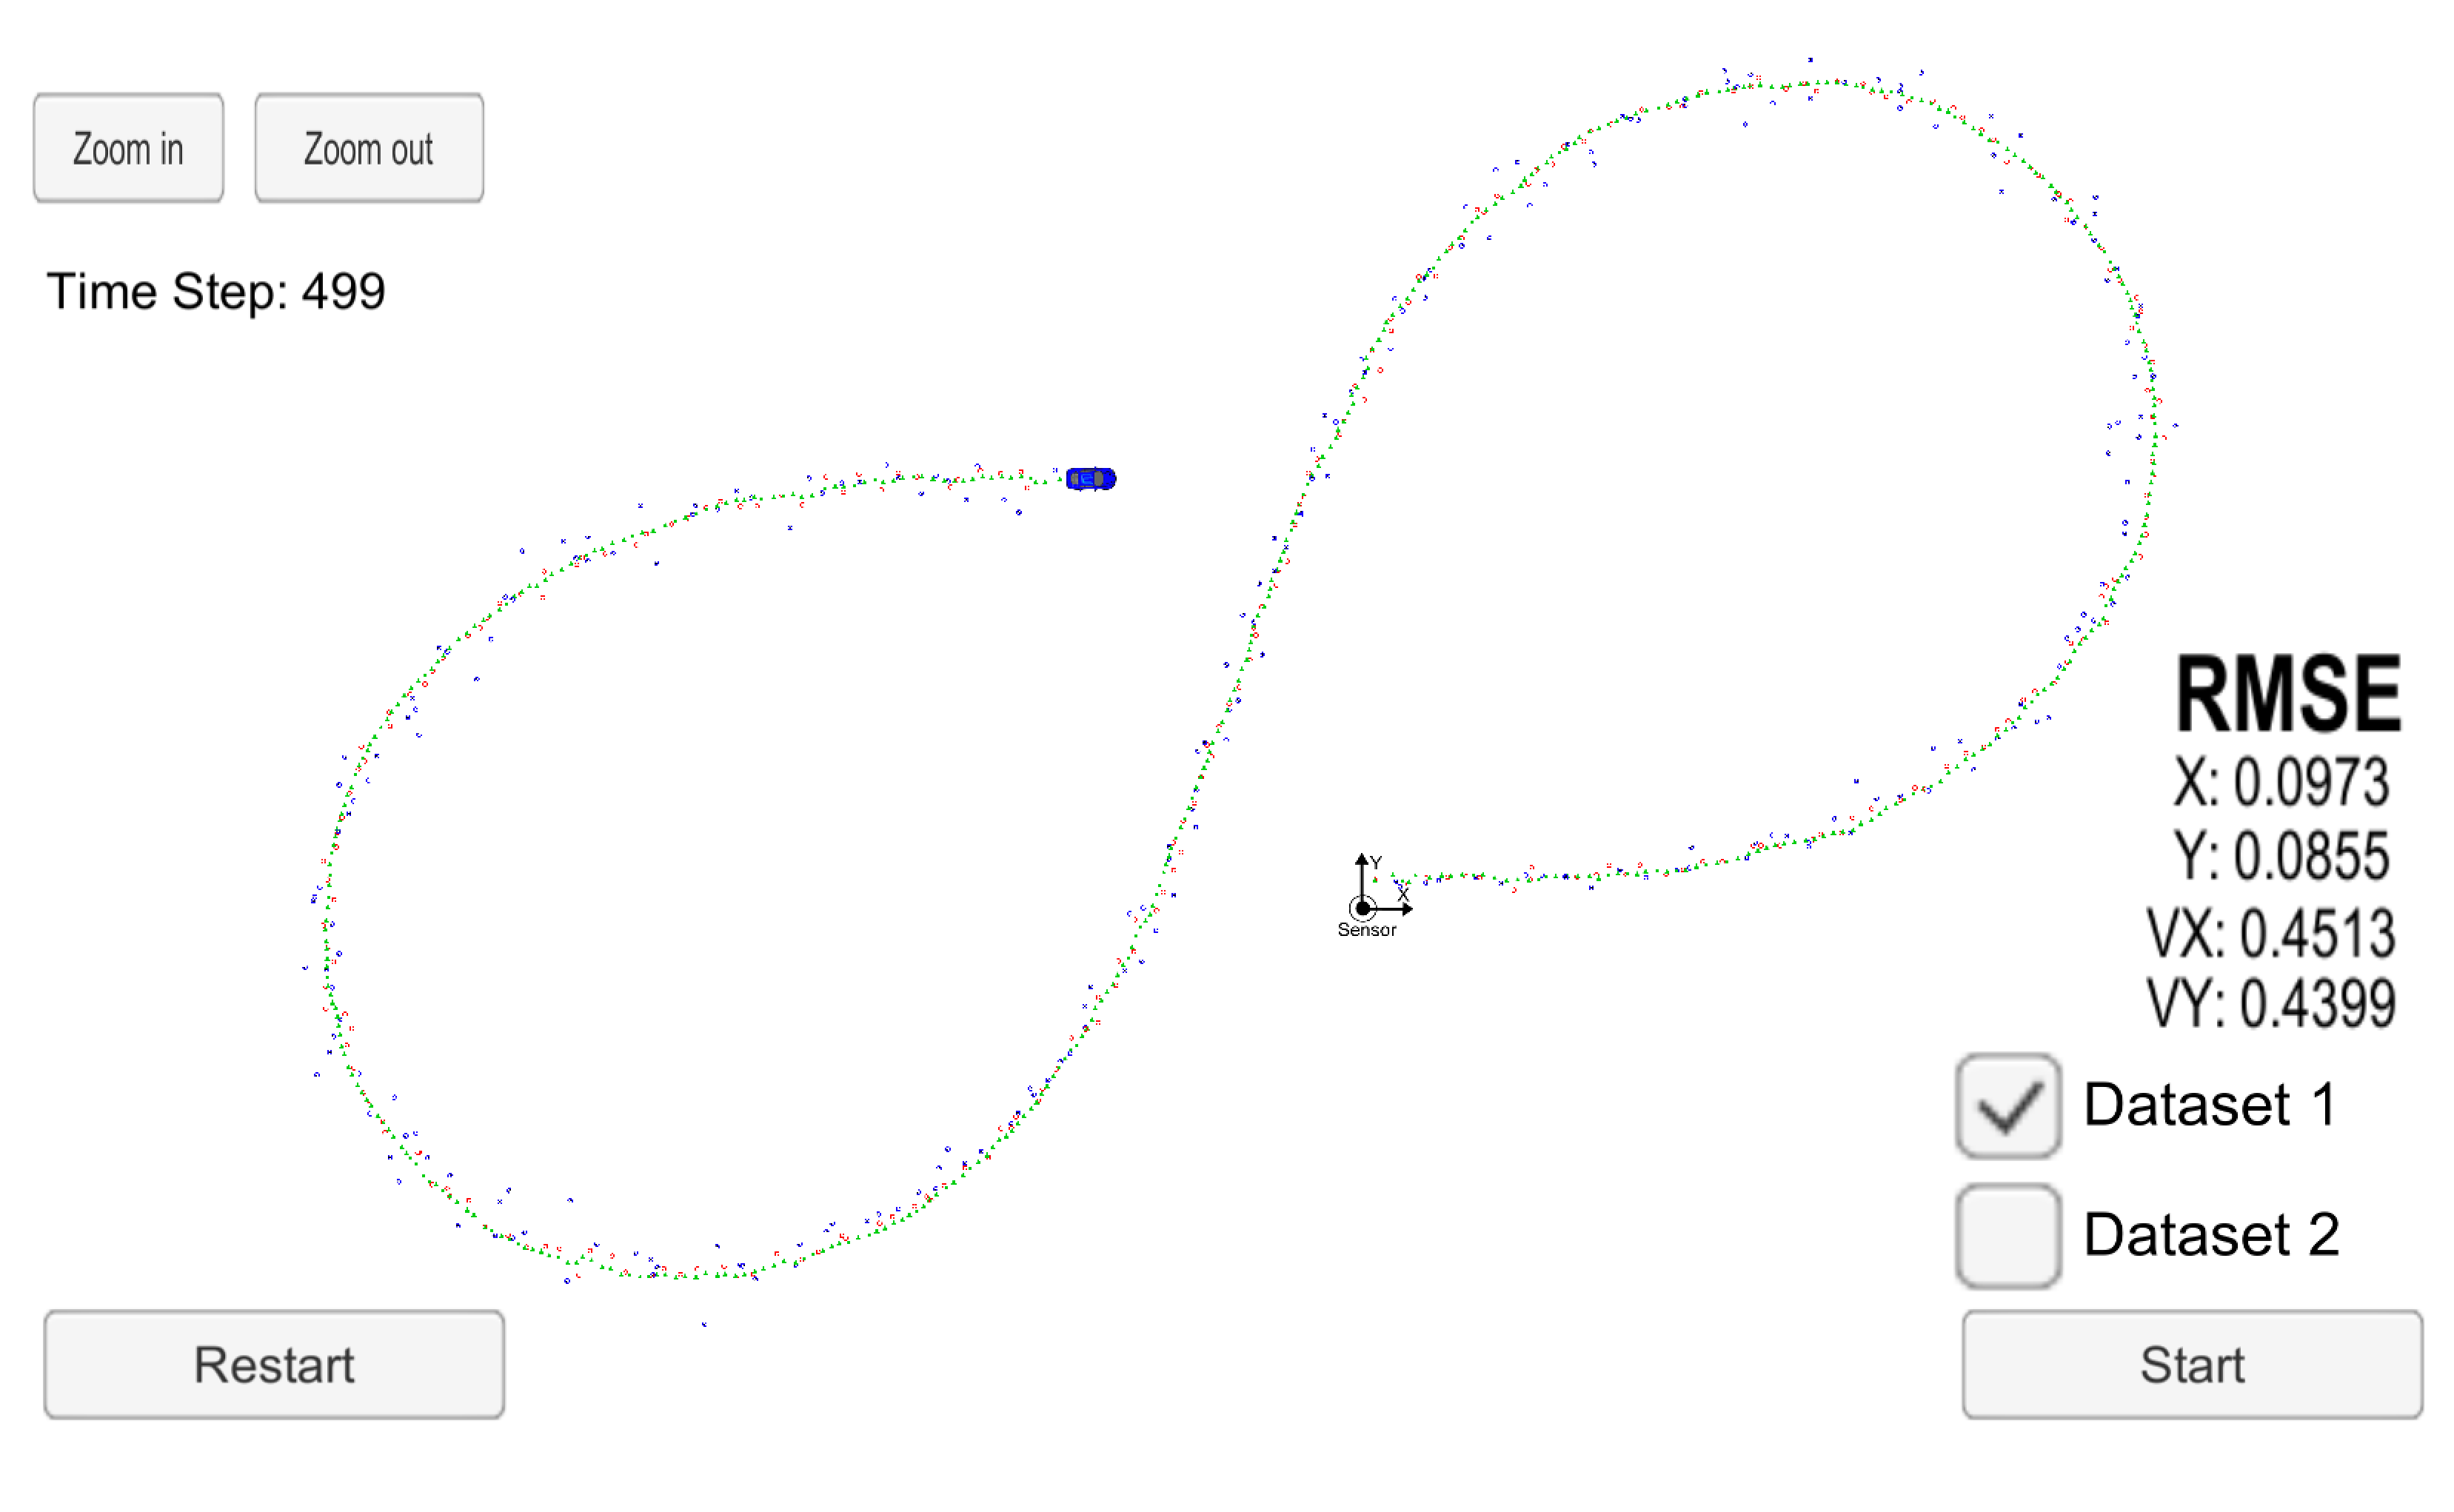 Zoom in
Zoom out
Time Step: 499
Y
X
Sensor
RMSE
X: 0.0973
Y: 0.0855
VX: 0.4513
VY: 0.4399
Dataset 1
Dataset 2
Restart
Start